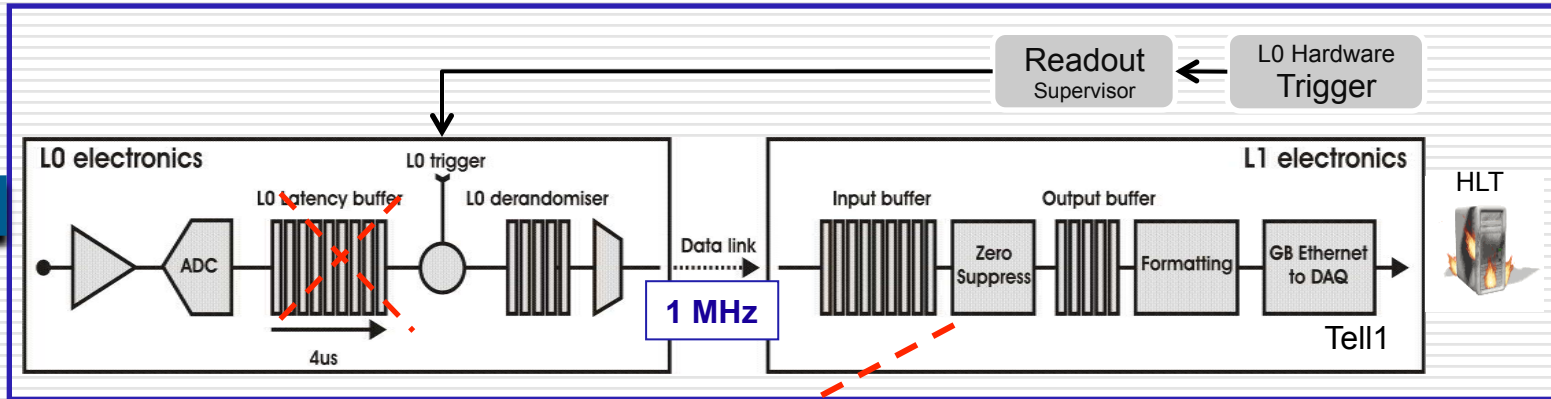 Readout
Supervisor
L0 Hardware
Trigger
L0 electronics
L0 trigger
L0 Latency buffer
L0 derandomiser
ADC
4us
Data link
1 MHz
L1 electronics
Input buffer
Output buffer
Zero
Suppress
Formatting
GB Ethernet
to DAQ
Tell1
HLT